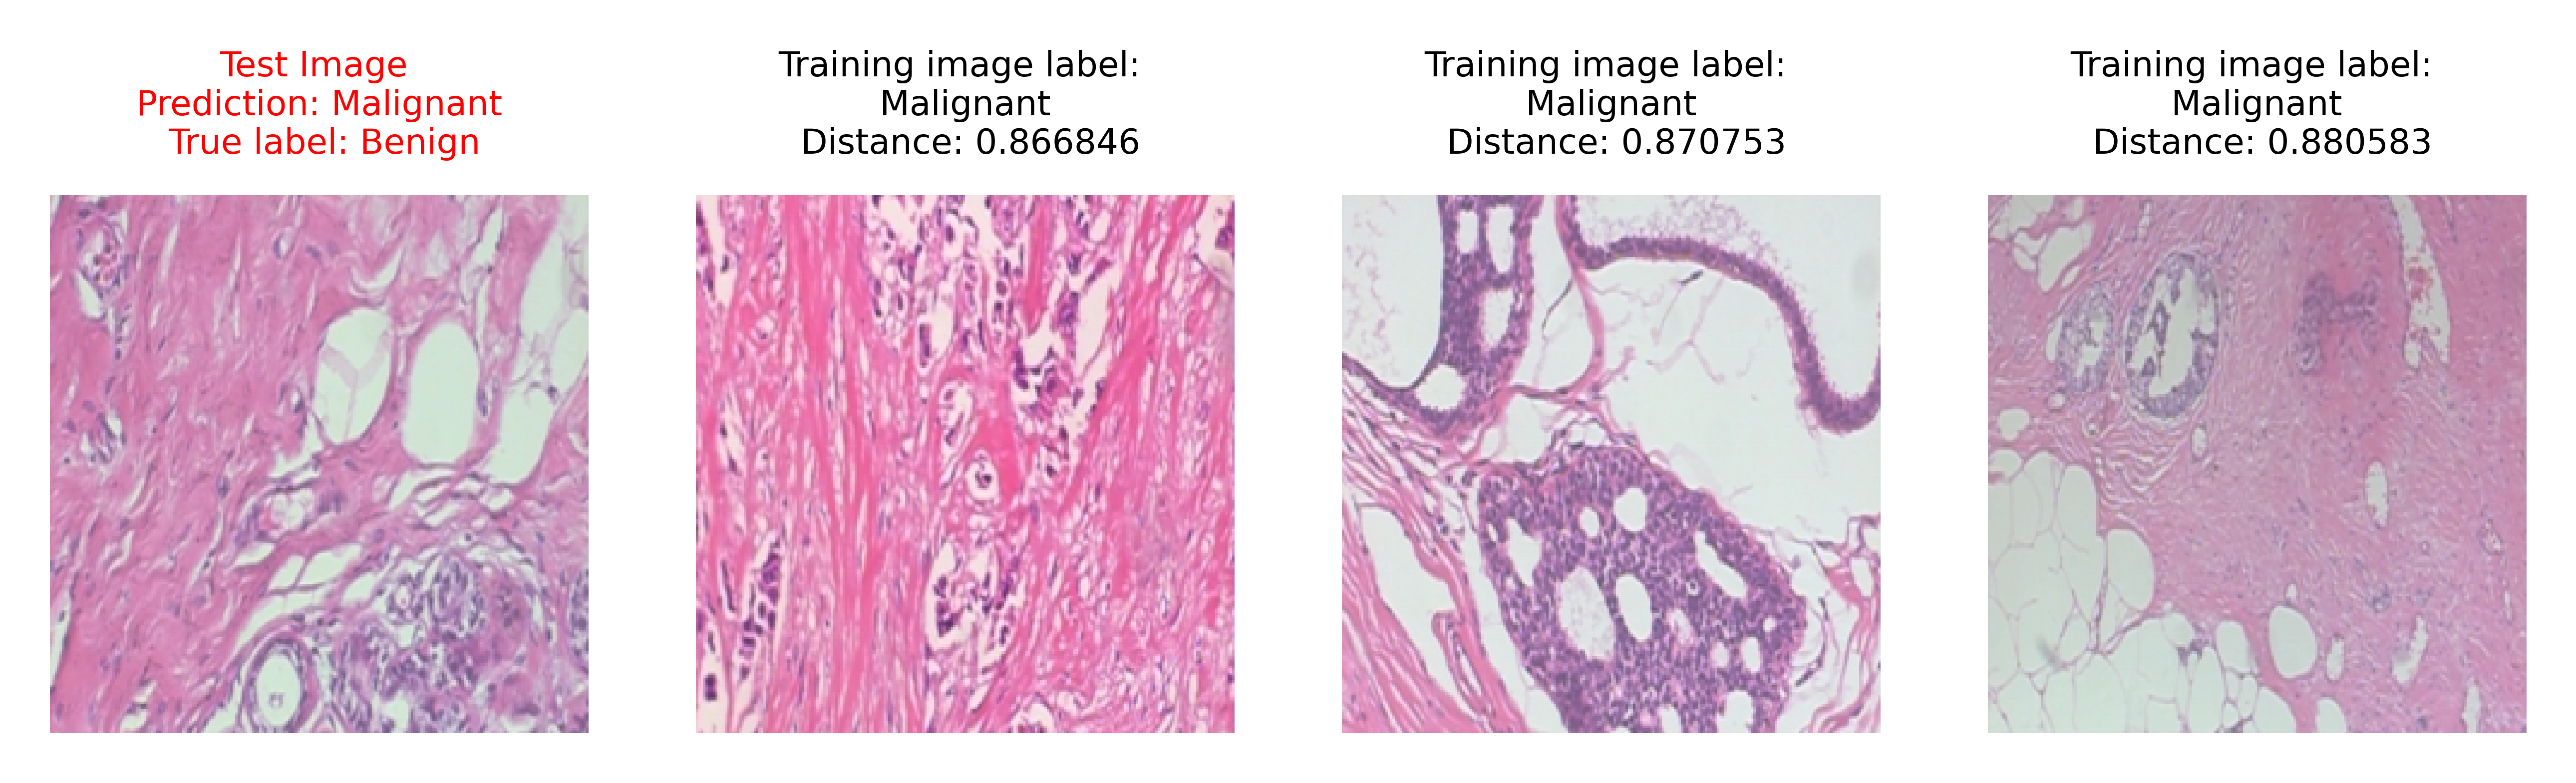 Test Image
Prediction: Malignant
True label: Benign
Training image label:
Malignant
Distance: 0.866846
Training image label:
Malignant
Distance: 0.870753
Training image label:
Malignant
Distance: 0.880583